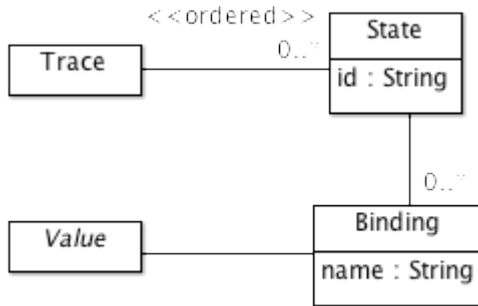 <<ordered>>
State
0..*
Trace
id : String
0..*
Binding
Value
name : String